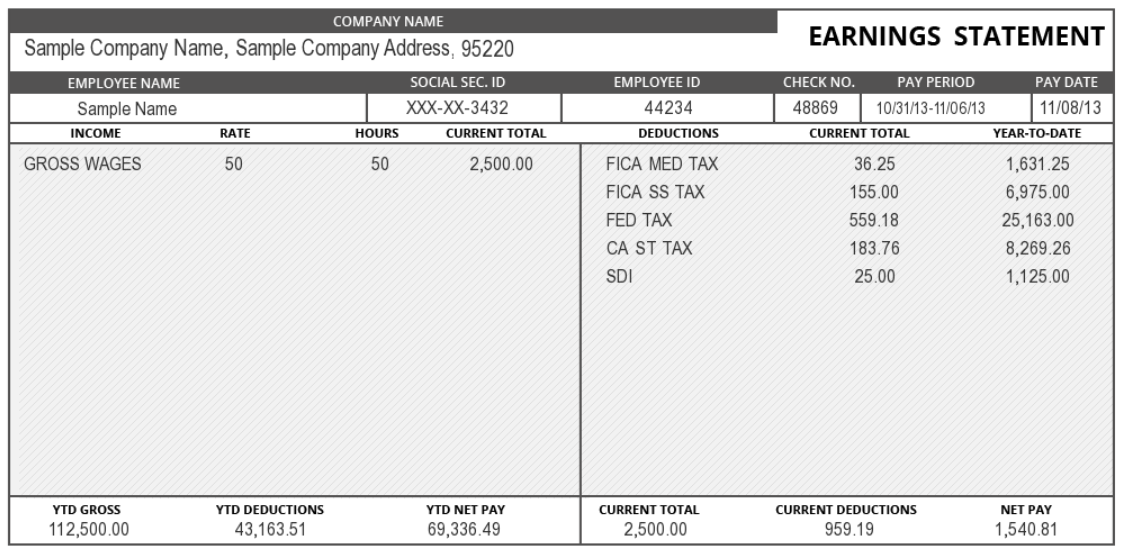 COMPANY NAME
EARNINGS STATEMENT
Sample Company Name, Sample Company Address, 95220
EMPLOYEE NAME SOCIAL SEC. ID EMPLOYEE ID CHECK NO. PAY PERIOD PAY DATE
Sample Name XXX-XX-3432 44234 48869 10/31/13-11/06/13 11/08/13
INCOME RATE HOURS CURRENT TOTAL DEDUCTIONS CURRENT TOTAL YEAR-TO-DATE
GROSS WAGES 50 50 2,500.00 FICA MED TAX 36.25 1,631.25
FICA SS TAX 155.00 6,975.00
FED TAX 559.18 25,163.00
CA ST TAX 183.76 8,269.26
SDI 25.00 1,125.00
YTD GROSS YTD DEDUCTIONS YTD NET PAY CURRENT TOTAL CURRENT DEDUCTIONS NET PAY
112,500.00 43,163.51 69,336.49 2,500.00 959.19 1,540.81